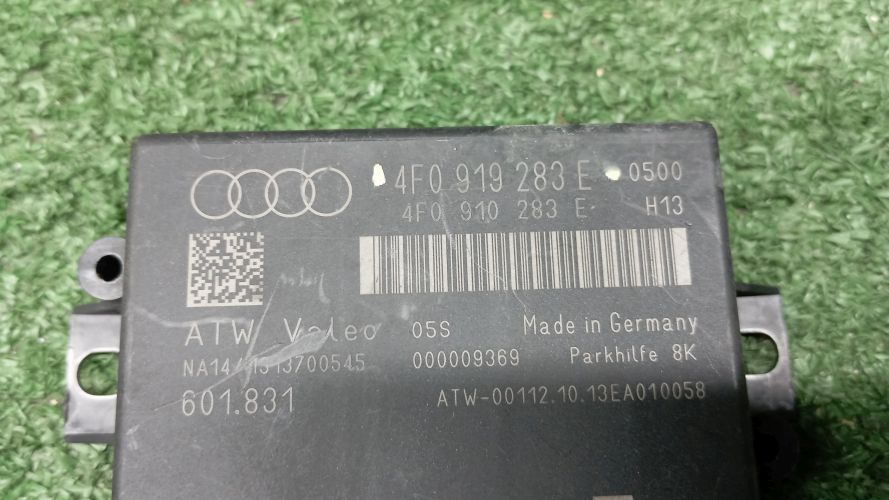 4F0 919 283 E 0500
4F0 910 283 E H13
ATW Valeo 05S Made in Germany
000009369 Parkhilfe 8K
601.831 ATW-00112.10.13EA010058